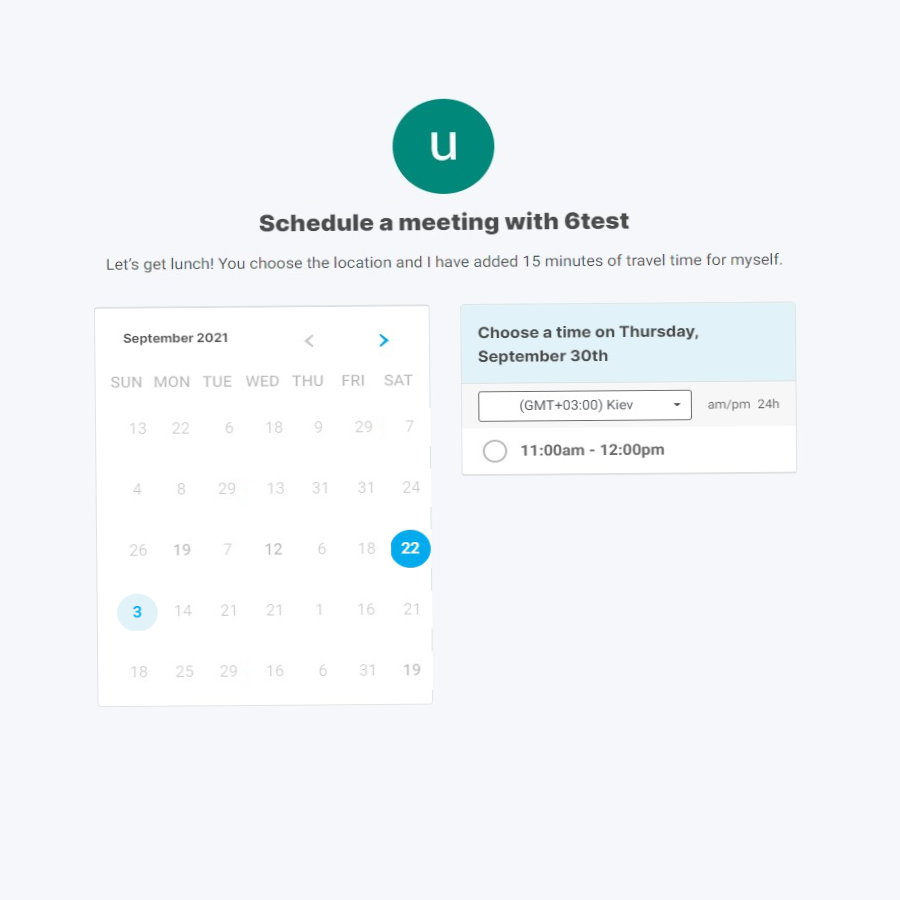 u
Schedule a meeting with 6test
Let's get lunch! You choose the location and I have added 15 minutes of travel time for myself.
September 2021
SUN MON TUE WED THU FRI SAT
13 22 6 18 9 29 7
4 8 29 13 31 31 24
26 19 7 12 6 18 22
3 14 21 21 1 16 21
18 25 29 16 6 31 19
Choose a time on Thursday,
September 30th
(GMT+03:00) Kiev am/pm 24h
11:00am - 12:00pm